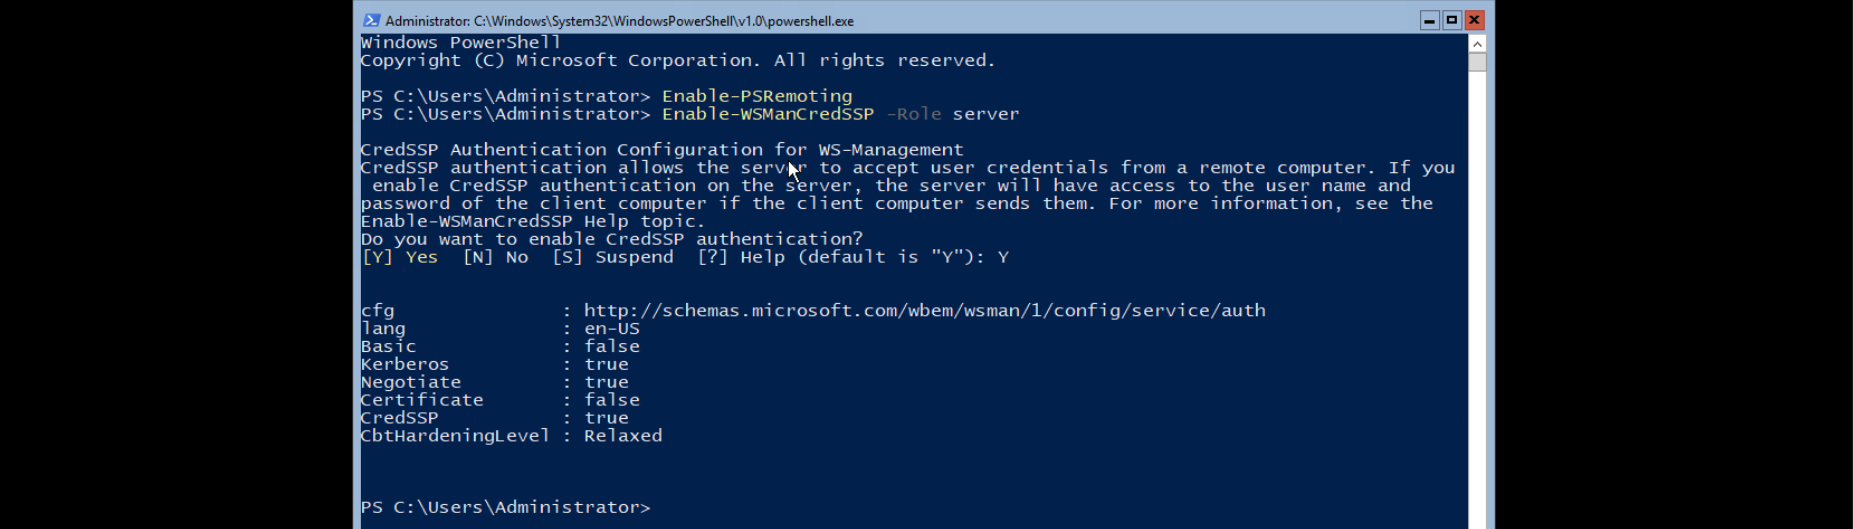 Administrator: C:\Windows\System32\WindowsPowerShell\v1.0\powershell.exe
Windows PowerShell
Copyright (C) Microsoft Corporation. All rights reserved.
PS C:\Users\Administrator> Enable-PSRemoting
PS C:\Users\Administrator> Enable-WSManCredSSP -Role server
CredSSP Authentication Configuration for WS-Management
CredSSP authentication allows the server to accept user credentials from a remote computer. If you
 enable CredSSP authentication on the server, the server will have access to the user name and
password of the client computer if the client computer sends them. For more information, see the
Enable-WSManCredSSP Help topic.
Do you want to enable CredSSP authentication?
[Y] Yes  [N] No  [S] Suspend  [?] Help (default is "Y"): Y
cfg                : http://schemas.microsoft.com/wbem/wsman/1/config/service/auth
lang               : en-US
Basic              : false
Kerberos           : true
Negotiate          : true
Certificate        : false
CredSSP            : true
CbtHardeningLevel : Relaxed
PS C:\Users\Administrator>